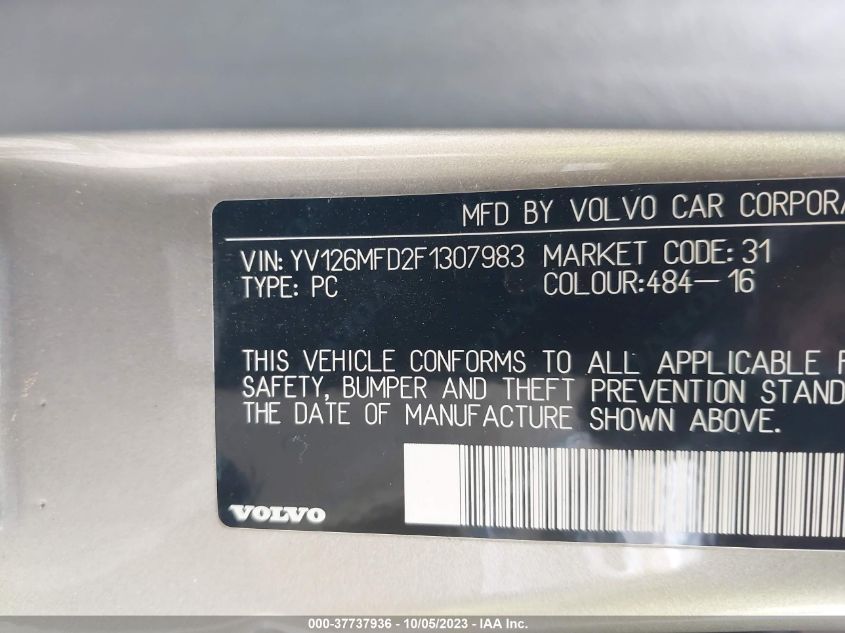 MFD BY VOLVO CAR CORPORA
VIN: YV126MFD2F1307983 MARKET CODE: 31
TYPE: PC COLOUR:484-16
THIS VEHICLE CONFORMS TO ALL APPLICABLE F
SAFETY, BUMPER AND THEFT PREVENTION STAND
THE DATE OF MANUFACTURE SHOWN ABOVE.
VOLVO
000-37737936 - 10/05/2023 - IAA Inc.